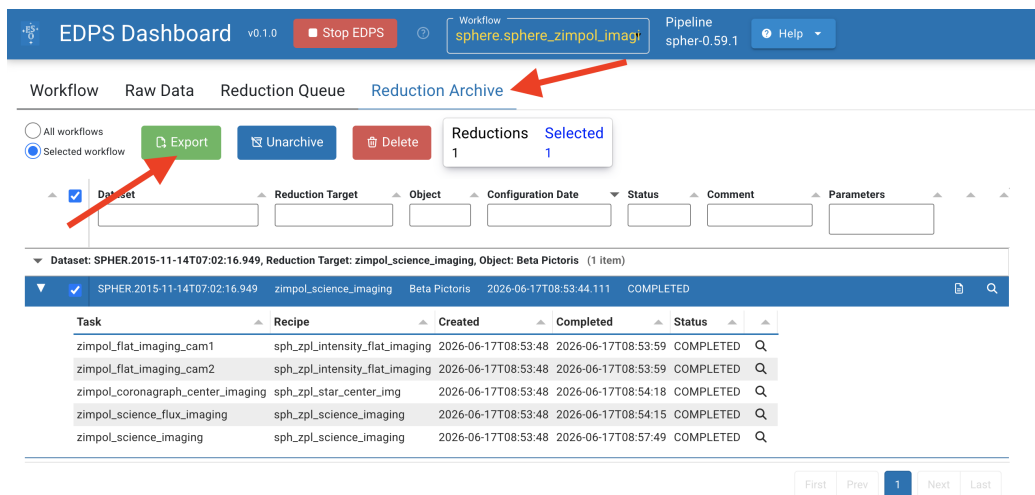 EDPS Dashboard v0.1.0 Stop EDPS Workflow sphere.sphere_zimpol_imagi Pipeline spher-0.59.1 Help
Workflow Raw Data Reduction Queue Reduction Archive
All workflows
Selected workflow
Export Unarchive Delete
Reductions Selected
1 1
Dataset Reduction Target Object Configuration Date Status Comment Parameters
Dataset: SPHER.2015-11-14T07:02:16.949, Reduction Target: zimpol_science_imaging, Object: Beta Pictoris (1 item)
SPHER.2015-11-14T07:02:16.949 zimpol_science_imaging Beta Pictoris 2026-06-17T08:53:44.111 COMPLETED
Task Recipe Created Completed Status
zimpol_flat_imaging_cam1 sph_zpl_intensity_flat_imaging 2026-06-17T08:53:48 2026-06-17T08:53:59 COMPLETED
zimpol_flat_imaging_cam2 sph_zpl_intensity_flat_imaging 2026-06-17T08:53:48 2026-06-17T08:53:59 COMPLETED
zimpol_coronagraph_center_imaging sph_zpl_star_center_img 2026-06-17T08:53:48 2026-06-17T08:54:18 COMPLETED
zimpol_science_flux_imaging sph_zpl_science_imaging 2026-06-17T08:53:48 2026-06-17T08:54:15 COMPLETED
zimpol_science_imaging sph_zpl_science_imaging 2026-06-17T08:53:48 2026-06-17T08:57:49 COMPLETED
First Prev 1 Next Last